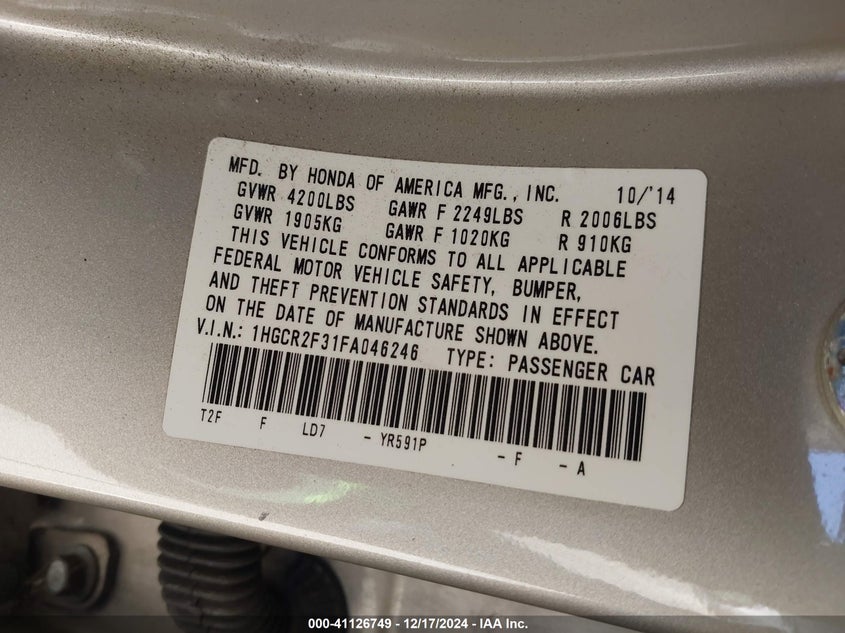 MFD. BY HONDA OF AMERICA MFG., INC. 10/'14
GVWR 4200LBS GAWR F 2249LBS R 2006LBS
GVWR 1905KG GAWR F 1020KG R 910KG
THIS VEHICLE CONFORMS TO ALL APPLICABLE
FEDERAL MOTOR VEHICLE SAFETY, BUMPER,
AND THEFT PREVENTION STANDARDS IN EFFECT
ON THE DATE OF MANUFACTURE SHOWN ABOVE.
V.I.N.: 1HGCR2F31FA046246 TYPE: PASSENGER CAR
T2F F LD7 - YR591P - F - A
000-41126749 - 12/17/2024 - IAA Inc.